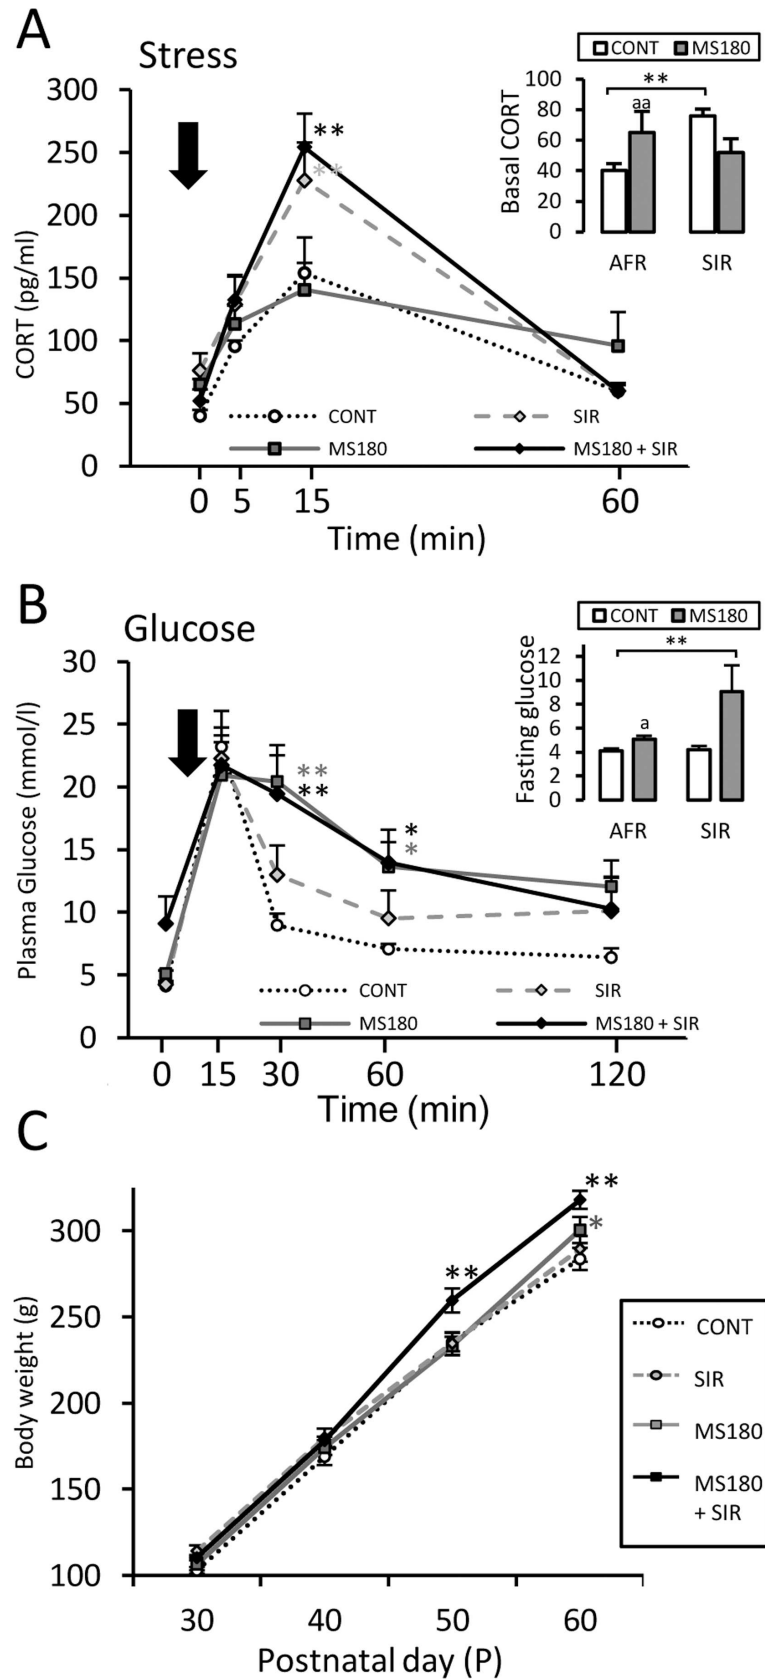 A
Stress
CONT MS180
Basal CORT
100
80
60
40
20
0
**
aa
AFR SIR
CORT (pg/ml)
300
250
200
150
100
50
0
**
**
CONT SIR
MS180 MS180 + SIR
0 5 15 60
Time (min)
B
Glucose
CONT MS180
Fasting glucose
12
10
8
6
4
2
0
**
a
AFR SIR
Plasma Glucose (mmol/l)
30
25
20
15
10
5
0
**
**
*
*
CONT SIR
MS180 MS180 + SIR
0 15 30 60 120
Time (min)
C
Body weight (g)
300
250
200
150
100
**
**
*
CONT
SIR
MS180
MS180
+ SIR
30 40 50 60
Postnatal day (P)